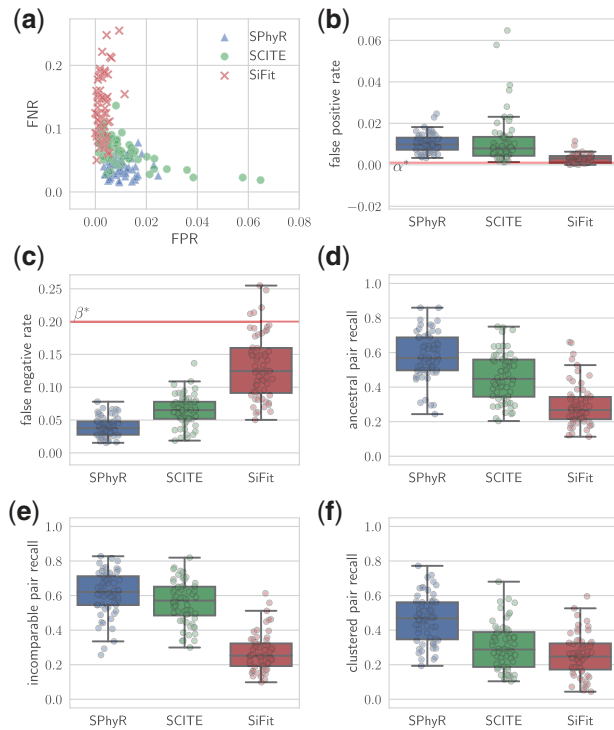 (a)
SPhyR
SCITE
SiFit
FNR
0.2
0.1
0.0
0.00 0.02 0.04 0.06
FPR
(b)
false positive rate
0.06
0.04
0.02
0.00
−0.02
α*
SPhyR SCITE SiFit
(c)
false negative rate
0.25
0.20
0.15
0.10
0.05
0.00
β*
SPhyR SCITE SiFit
(d)
ancestral pair recall
1.0
0.8
0.6
0.4
0.2
0.0
SPhyR SCITE SiFit
(e)
incomparable pair recall
1.0
0.8
0.6
0.4
0.2
0.0
SPhyR SCITE SiFit
(f)
clustered pair recall
1.0
0.8
0.6
0.4
0.2
0.0
SPhyR SCITE SiFit